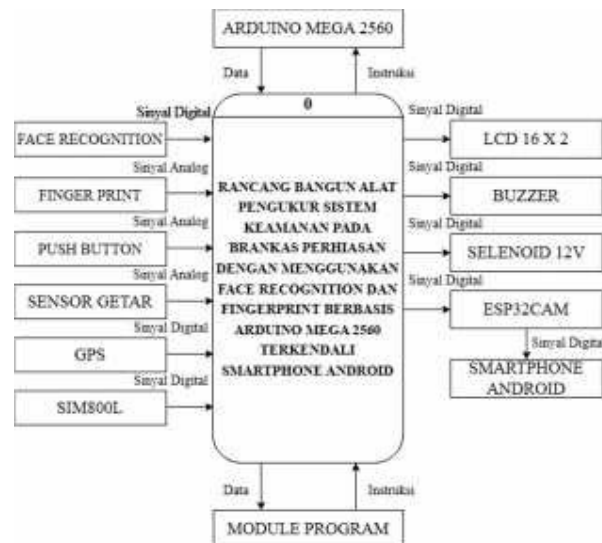 ARDUINO MEGA 2560
Data
Instruksi
0
Sinyal Digital
FACE RECOGNITION
Sinyal Analog
FINGER PRINT
Sinyal Analog
PUSH BUTTON
Sinyal Analog
SENSOR GETAR
Sinyal Digital
GPS
Sinyal Digital
SIM800L
RANCANG BANGUN ALAT
PENGUKUR SISTEM
KEAMANAN PADA
BRANKAS PERHIASAN
DENGAN MENGGUNAKAN
FACE RECOGNITION DAN
FINGERPRINT BERBASIS
ARDUINO MEGA 2560
TERKENDALI
SMARTPHONE ANDROID
Sinyal Digital
LCD 16 X 2
Sinyal Digital
BUZZER
Sinyal Digital
SELENOID 12V
Sinyal Digital
ESP32CAM
Sinyal Digita
SMARTPHONE
ANDROID
Data
Instruksi
MODULE PROGRAM